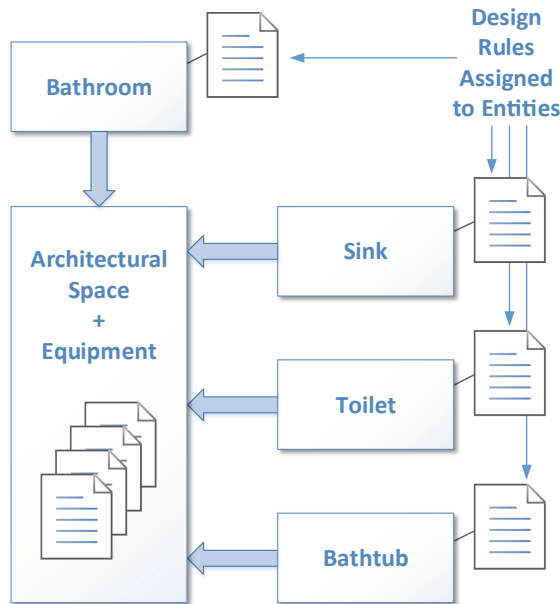 Bathroom
Design
Rules
Assigned
to Entities
Architectural
Space
+
Equipment
Sink
Toilet
Bathtub